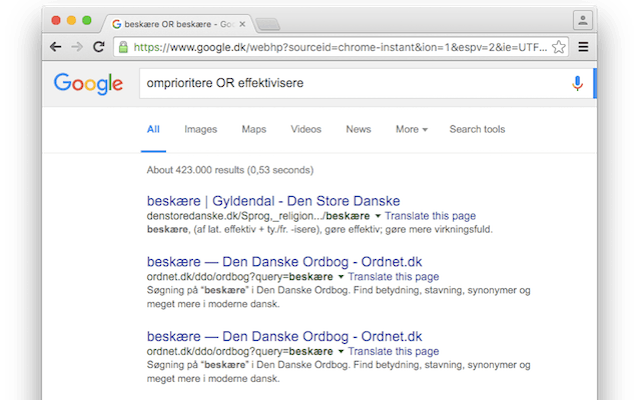 beskære OR beskære - Goo
https://www.google.dk/webhp?sourceid=chrome-instant&ion=1&espv=2&ie=UTF...
Google omprioritere OR effektivisere
All Images Maps Videos News More Search tools
About 423.000 results (0,53 seconds)
beskære | Gyldendal - Den Store Danske
denstoredanske.dk/Sprog,_religion.../beskære Translate this page
beskære, (af lat. effektiv + ty./fr. -isere), gøre effektiv; gøre mere virkningsfuld.
beskære — Den Danske Ordbog - Ordnet.dk
ordnet.dk/ddo/ordbog?query=beskære Translate this page
Søgning på “beskære” i Den Danske Ordbog. Find betydning, stavning, synonymer og
meget mere i moderne dansk.
beskære — Den Danske Ordbog - Ordnet.dk
ordnet.dk/ddo/ordbog?query=beskære Translate this page
Søgning på “beskære” i Den Danske Ordbog. Find betydning, stavning, synonymer og
meget mere i moderne dansk.